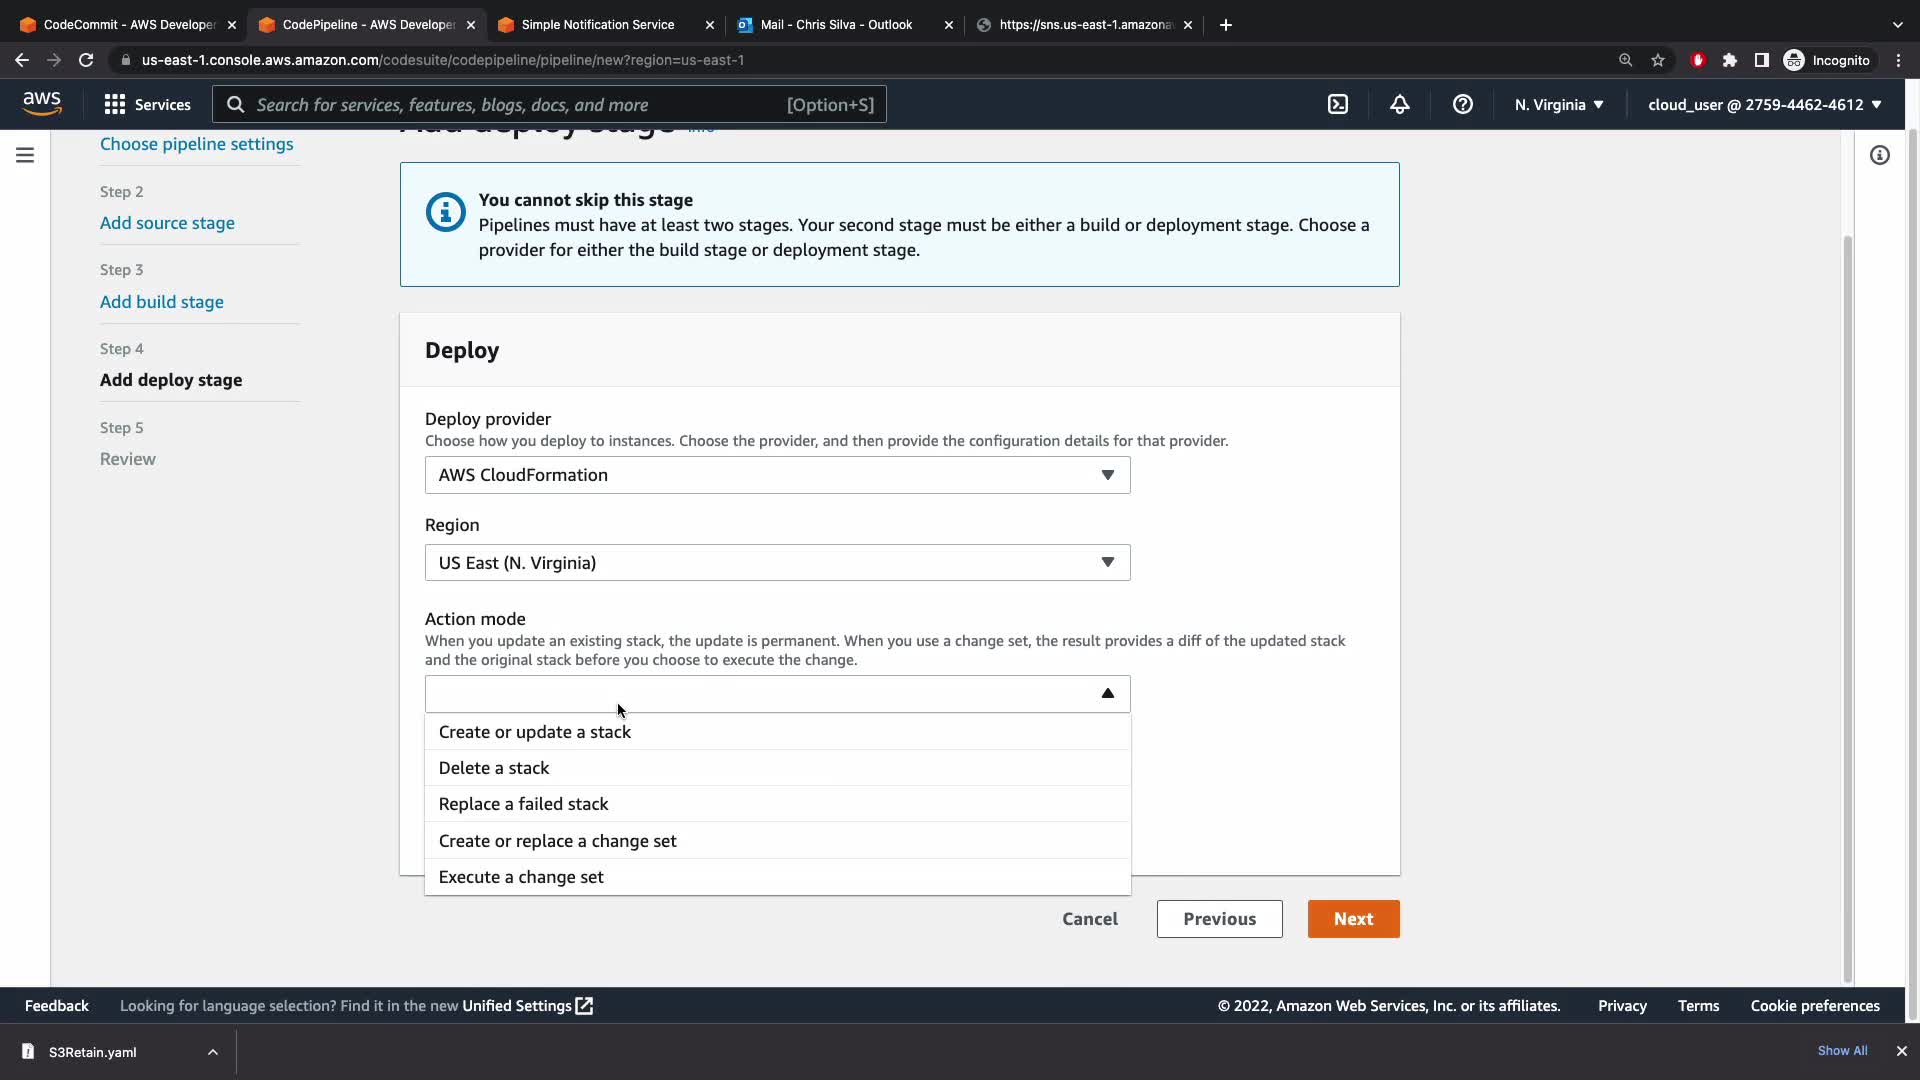 CodeCommit - AWS Developer
CodePipeline - AWS Developer
Simple Notification Service
Mail - Chris Silva - Outlook
https://sns.us-east-1.amazona
us-east-1.console.aws.amazon.com/codesuite/codepipeline/pipeline/new?region=us-east-1
Incognito
aws
Services
Search for services, features, blogs, docs, and more
[Option+S]
N. Virginia
cloud_user @ 2759-4462-4612
Add deploy stage
Info
Choose pipeline settings
Step 2
Add source stage
Step 3
Add build stage
Step 4
Add deploy stage
Step 5
Review
You cannot skip this stage
Pipelines must have at least two stages. Your second stage must be either a build or deployment stage. Choose a
provider for either the build stage or deployment stage.
Deploy
Deploy provider
Choose how you deploy to instances. Choose the provider, and then provide the configuration details for that provider.
AWS CloudFormation
Region
US East (N. Virginia)
Action mode
When you update an existing stack, the update is permanent. When you use a change set, the result provides a diff of the updated stack
and the original stack before you choose to execute the change.
Create or update a stack
Delete a stack
Replace a failed stack
Create or replace a change set
Execute a change set
Cancel
Previous
Next
Feedback
Looking for language selection? Find it in the new Unified Settings
© 2022, Amazon Web Services, Inc. or its affiliates.
Privacy
Terms
Cookie preferences
S3Retain.yaml
Show All